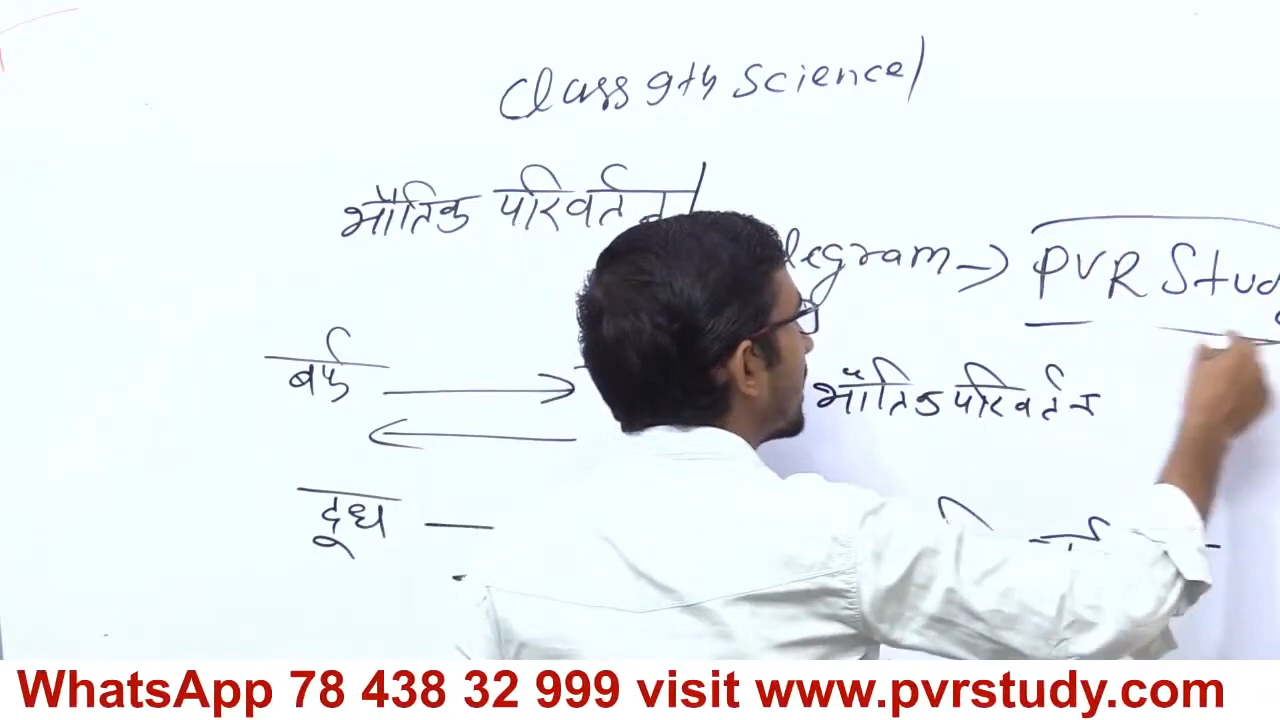 Class 9th Science
भौतिक परिवर्तन
legram → PVR Stud
बर्फ
भौतिक परिवर्तन
दूध
WhatsApp 78 438 32 999 visit www.pvrstudy.com